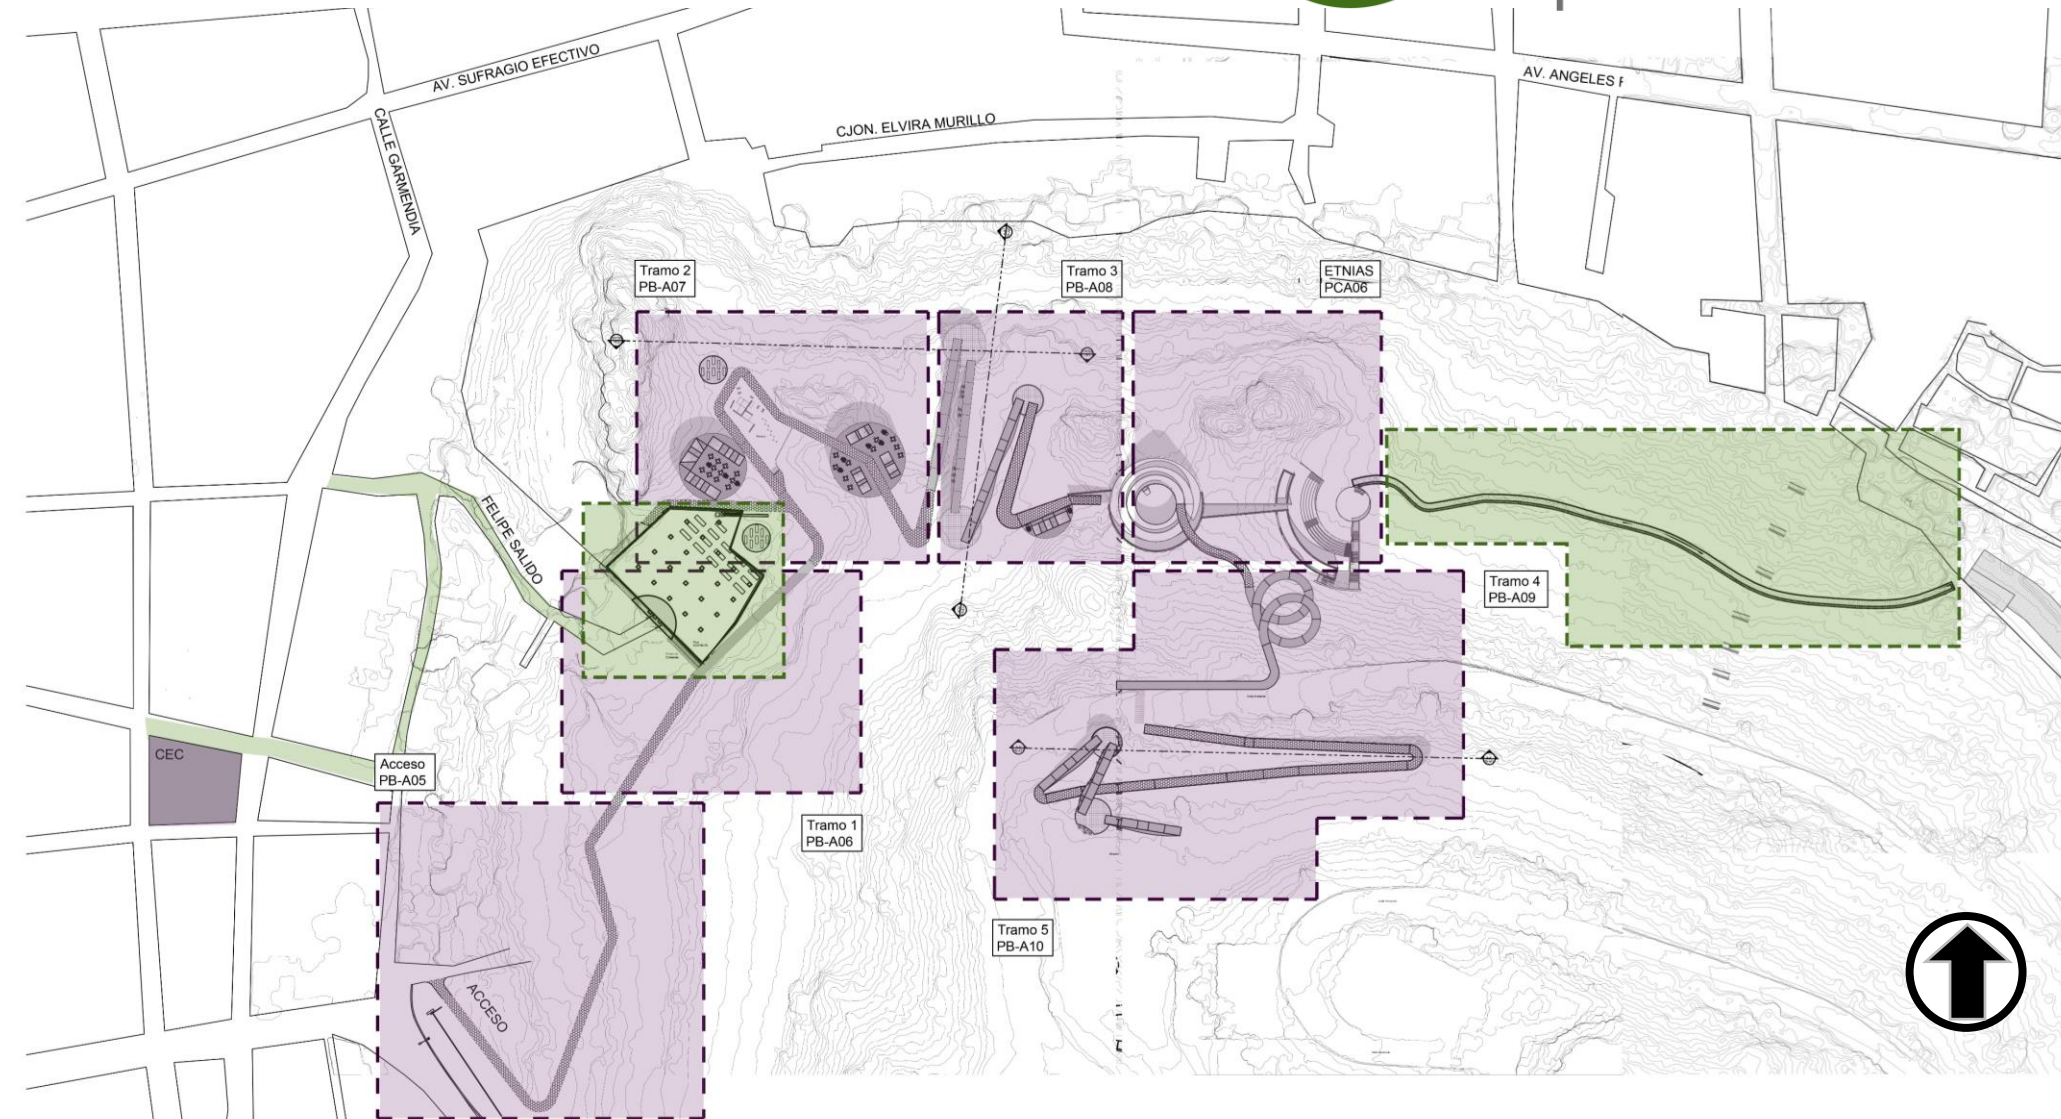 AV. SUFRAGIO EFECTIVO
AV. ANGELES F
CJON. ELVIRA MURILLO
CALLE GARMENDIA
Tramo 2
PB-A07
Tramo 3
PB-A08
ETNIAS
PCA06
FELIPE SALIDO
Tramo 4
PB-A09
CEC
Acceso
PB-A05
Tramo 1
PB-A06
Tramo 5
PB-A10
ACCESO